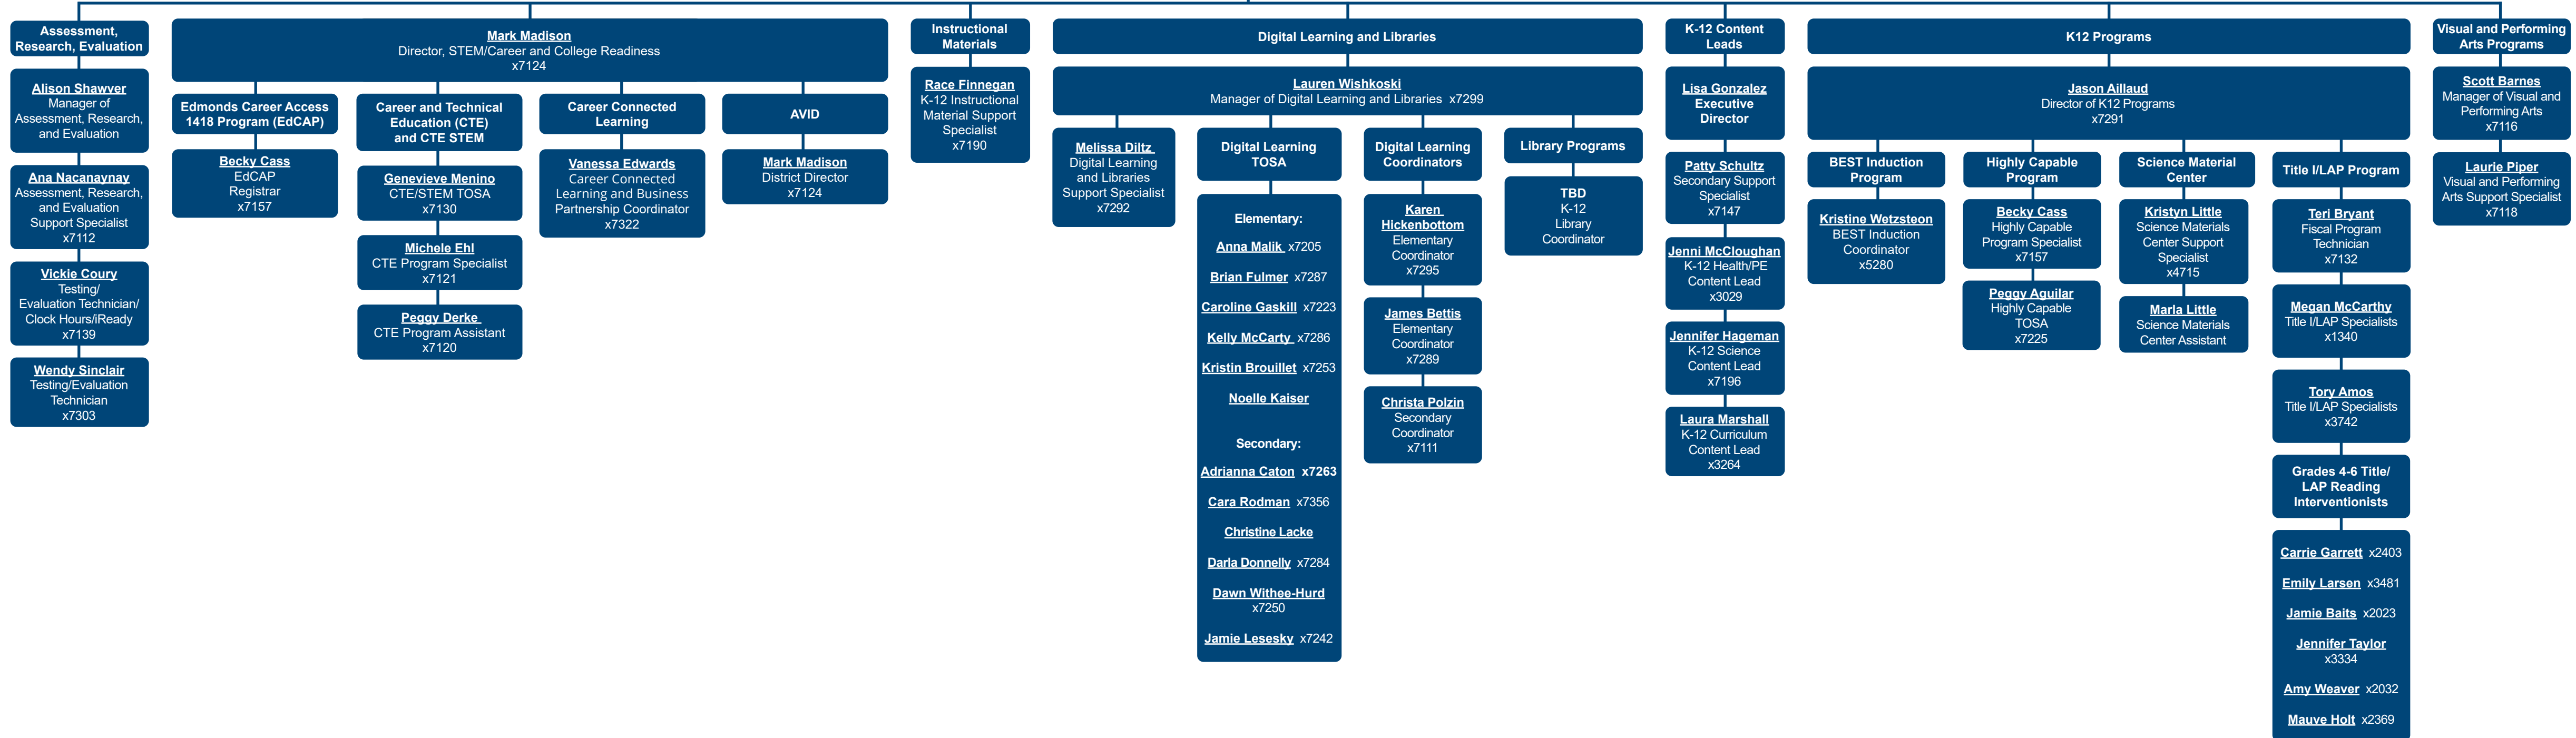 Assessment,
Research, Evaluation
Alison Shawver
Manager of
Assessment, Research,
and Evaluation
Ana Nacanaynay
Assessment, Research,
and Evaluation
Support Specialist
x7112
Vickie Coury
Testing/
Evaluation Technician/
Clock Hours/iReady
x7139
Wendy Sinclair
Testing/Evaluation
Technician
x7303
Mark Madison
Director, STEM/Career and College Readiness
x7124
Edmonds Career Access
1418 Program (EdCAP)
Becky Cass
EdCAP
Registrar
x7157
Career and Technical
Education (CTE)
and CTE STEM
Genevieve Menino
CTE/STEM TOSA
x7130
Michele Ehl
CTE Program Specialist
x7121
Peggy Derke
CTE Program Assistant
x7120
Career Connected
Learning
Vanessa Edwards
Career Connected
Learning and Business
Partnership Coordinator
x7322
AVID
Mark Madison
District Director
x7124
Instructional
Materials
Race Finnegan
K-12 Instructional
Material Support
Specialist
x7190
Digital Learning and Libraries
Lauren Wishkoski
Manager of Digital Learning and Libraries x7299
Melissa Diltz
Digital Learning
and Libraries
Support Specialist
x7292
Digital Learning
TOSA
Elementary:
Anna Malik x7205
Brian Fulmer x7287
Caroline Gaskill x7223
Kelly McCarty x7286
Kristin Brouillet x7253
Noelle Kaiser
Secondary:
Adrianna Caton x7263
Cara Rodman x7356
Christine Lacke
Darla Donnelly x7284
Dawn Withee-Hurd
x7250
Jamie Lesesky x7242
Digital Learning
Coordinators
Karen
Hickenbottom
Elementary
Coordinator
x7295
James Bettis
Elementary
Coordinator
x7289
Christa Polzin
Secondary
Coordinator
x7111
Library Programs
TBD
K-12
Library
Coordinator
K-12 Content
Leads
Lisa Gonzalez
Executive
Director
Patty Schultz
Secondary Support
Specialist
x7147
Jenni McCloughan
K-12 Health/PE
Content Lead
x3029
Jennifer Hageman
K-12 Science
Content Lead
x7196
Laura Marshall
K-12 Curriculum
Content Lead
x3264
K12 Programs
Jason Aillaud
Director of K12 Programs
x7291
BEST Induction
Program
Kristine Wetzsteon
BEST Induction
Coordinator
x5280
Highly Capable
Program
Becky Cass
Highly Capable
Program Specialist
x7157
Peggy Aguilar
Highly Capable
TOSA
x7225
Science Material
Center
Kristyn Little
Science Materials
Center Support
Specialist
x4715
Marla Little
Science Materials
Center Assistant
Title I/LAP Program
Teri Bryant
Fiscal Program
Technician
x7132
Megan McCarthy
Title I/LAP Specialists
x1340
Tory Amos
Title I/LAP Specialists
x3742
Grades 4-6 Title/
LAP Reading
Interventionists
Carrie Garrett x2403
Emily Larsen x3481
Jamie Baits x2023
Jennifer Taylor
x3334
Amy Weaver x2032
Mauve Holt x2369
Visual and Performing
Arts Programs
Scott Barnes
Manager of Visual and
Performing Arts
x7116
Laurie Piper
Visual and Performing
Arts Support Specialist
x7118